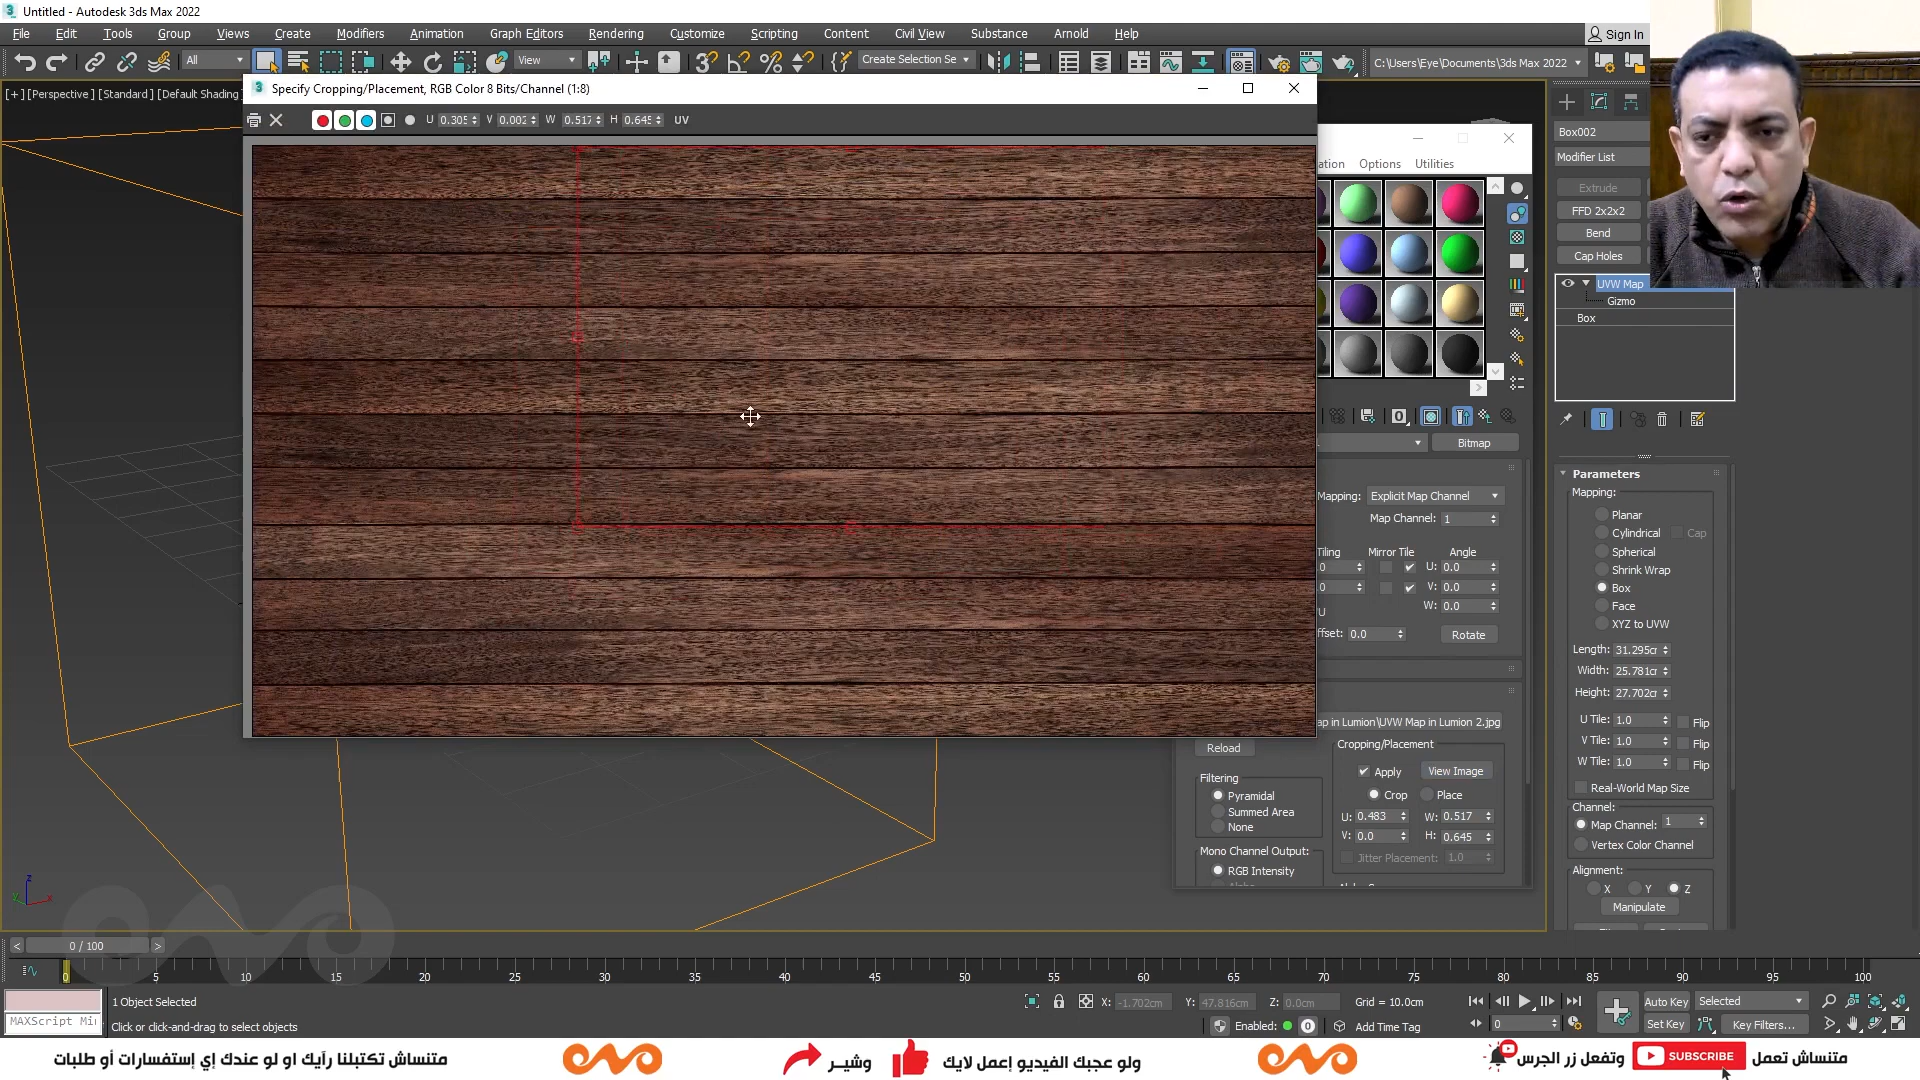 Untitled - Autodesk 3ds Max 2022
File Edit Tools Group Views Create Modifiers Animation Graph Editors Rendering Customize Scripting Content Civil View Substance Arnold Help
Sign In
All
View
Create Selection Se
C:\Users\Eye\Documents\3ds Max 2022
[+] [Perspective] [Standard] [Default Shading
Specify Cropping/Placement, RGB Color 8 Bits/Channel (1:8)
U 0.305 V 0.002 W 0.517 H 0.645 UV
Options Utilities
Bitmap
Mapping: Explicit Map Channel
Map Channel: 1
Tiling Mirror Tile Angle
U: 0.0
V: 0.0
W: 0.0
0.0
Rotate
ap in Lumion\UVW Map in Lumion 2.jpg
Reload
Cropping/Placement
Apply View Image
Crop Place
U: 0.483 W: 0.517
V: 0.0 H: 0.645
Jitter Placement: 1.0
Filtering
Pyramidal
Summed Area
None
Mono Channel Output:
RGB Intensity
Box002
Modifier List
Extrude
FFD 2x2x2
Bend
Cap Holes
UVW Map
Gizmo
Box
Parameters
Mapping:
Planar
Cylindrical Cap
Spherical
Shrink Wrap
Box
Face
XYZ to UVW
Length: 31.295cr
Width: 25.781cr
Height: 27.702cr
U Tile: 1.0 Flip
V Tile: 1.0 Flip
W Tile: 1.0 Flip
Real-World Map Size
Channel:
Map Channel: 1
Vertex Color Channel
Alignment:
X Y Z
Manipulate
0 / 100
0 5 10 15 20 25 30 35 40 45 50 55 60 65 70 75 80 85 90 95 100
1 Object Selected
Click or click-and-drag to select objects
MAXScript Mi
X: -1.702cm Y: 47.816cm Z: 0.0cm Grid = 10.0cm
Enabled: 0 Add Time Tag
0
Auto Key Selected
Set Key Key Filters...
متنساش تكتبلنا رأيك او لو عندك إي إستفسارات أو طلبات
ولو عجبك الفيديو إعمل لايك
وشير
متنساش تعمل SUBSCRIBE وتفعل زر الجرس